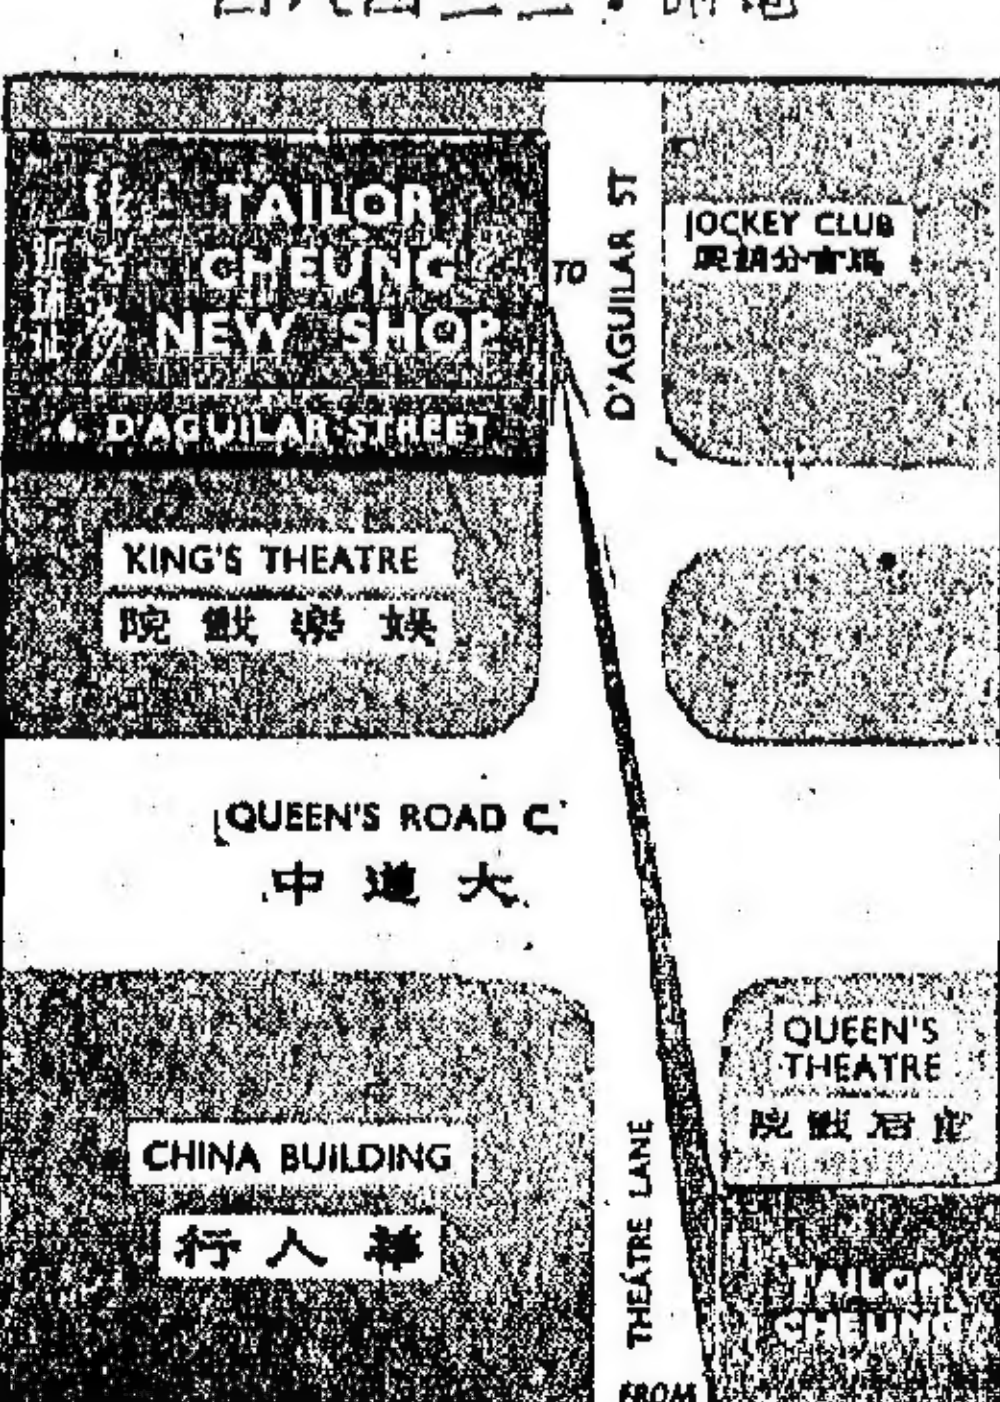 TAILOR
CHEUNG
NEW SHOP
D'AGUILAR STREET
TO
D'AGUILAR ST
JOCKEY CLUB
KING'S THEATRE
院戲樂娛
QUEEN'S ROAD C.
中道大
QUEEN'S
THEATRE
院戲后皇
CHINA BUILDING
行人華
THEATRE LANE
TAILOR
CHEUNG
FROM